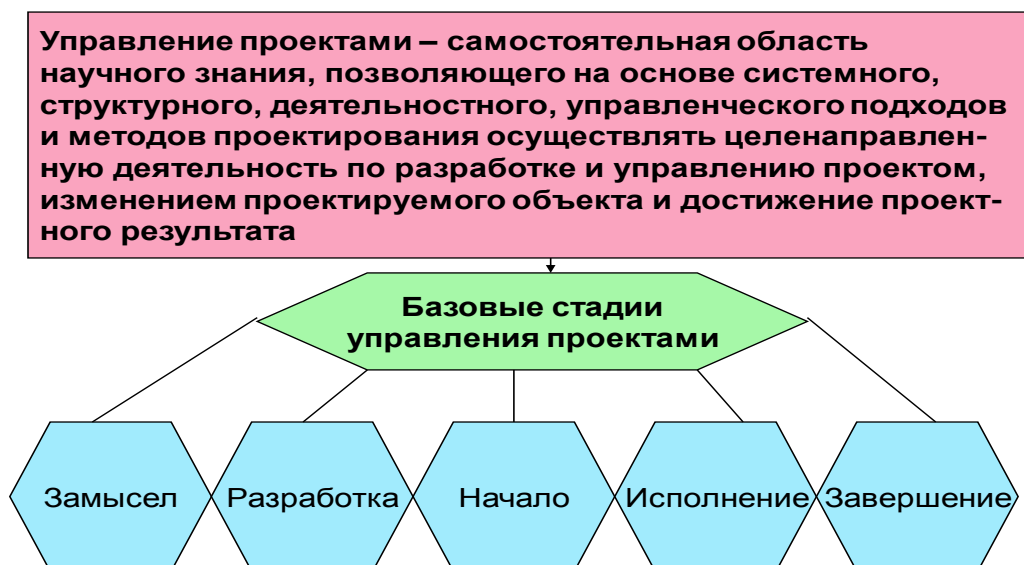 Управление проектами – самостоятельная область
научного знания, позволяющего на основе системного,
структурного, деятельностного, управленческого подходов
и методов проектирования осуществлять целенаправлен-
ную деятельность по разработке и управлению проектом,
изменением проектируемого объекта и достижение проект-
ного результата
Базовые стадии
управления проектами
Замысел
Разработка
Начало
Исполнение
Завершение